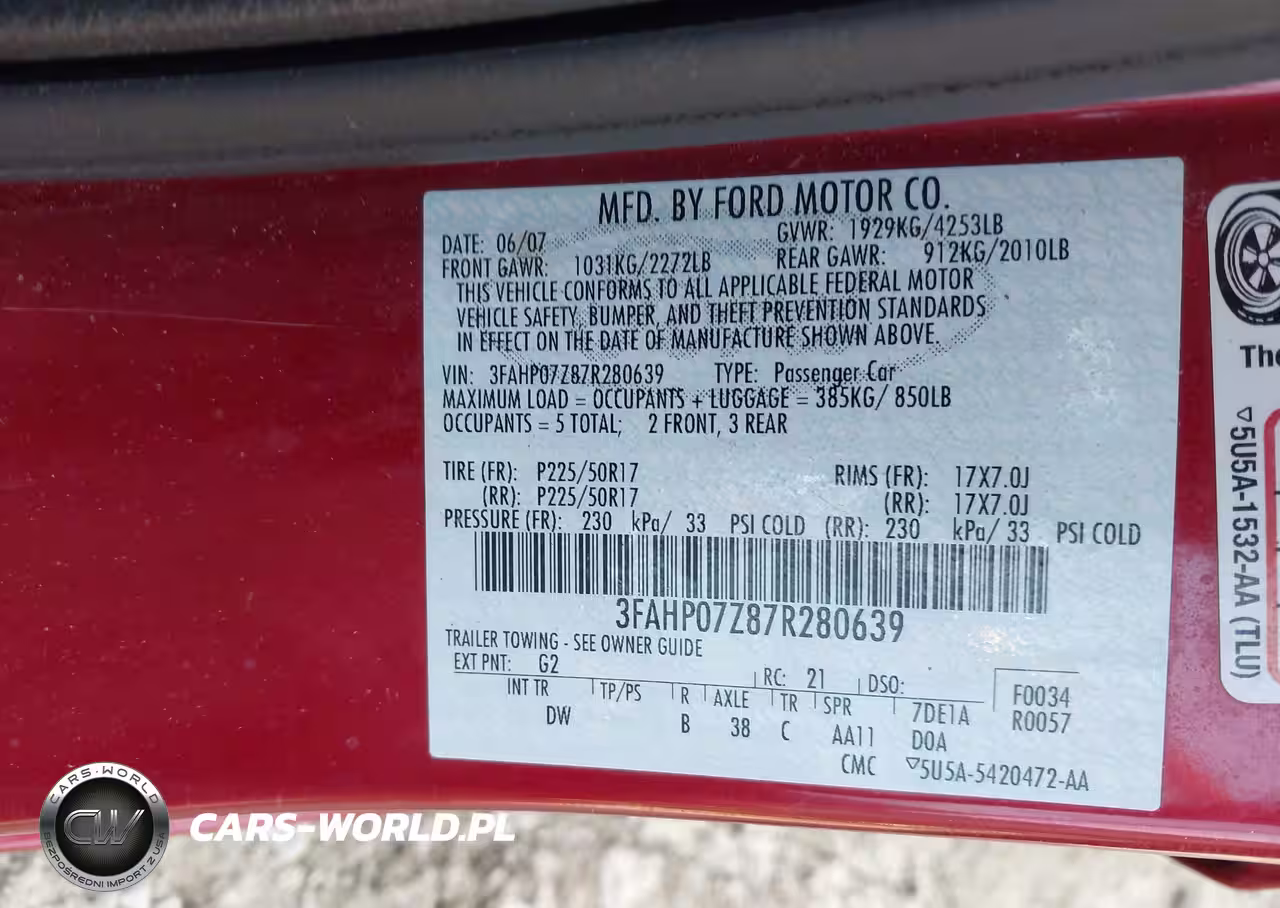 MFD. BY FORD MOTOR CO.
DATE: 06/07 GVWR: 1929KG/4253LB
FRONT GAWR: 1031KG/2272LB REAR GAWR: 912KG/2010LB
THIS VEHICLE CONFORMS TO ALL APPLICABLE FEDERAL MOTOR
VEHICLE SAFETY, BUMPER, AND THEFT PREVENTION STANDARDS
IN EFFECT ON THE DATE OF MANUFACTURE SHOWN ABOVE.
VIN: 3FAHP07Z87R280639 TYPE: Passenger Car
MAXIMUM LOAD = OCCUPANTS + LUGGAGE = 385KG/ 850LB
OCCUPANTS = 5 TOTAL; 2 FRONT, 3 REAR
TIRE (FR): P225/50R17 RIMS (FR): 17X7.0J
(RR): P225/50R17 (RR): 17X7.0J
PRESSURE (FR): 230 kPa/ 33 PSI COLD (RR): 230 kPa/ 33 PSI COLD
3FAHP07Z87R280639
TRAILER TOWING - SEE OWNER GUIDE
EXT PNT: G2 RC: 21 DSO: F0034
INT TR TP/PS R AXLE TR SPR 7DE1A R0057
DW B 38 C AA11 D0A
CMC ▽5U5A-5420472-AA
The
▽5U5A-1532-AA (TLU)
CARS-WORLD
CW
BEZPOŚREDNI IMPORT Z USA
CARS-WORLD.PL